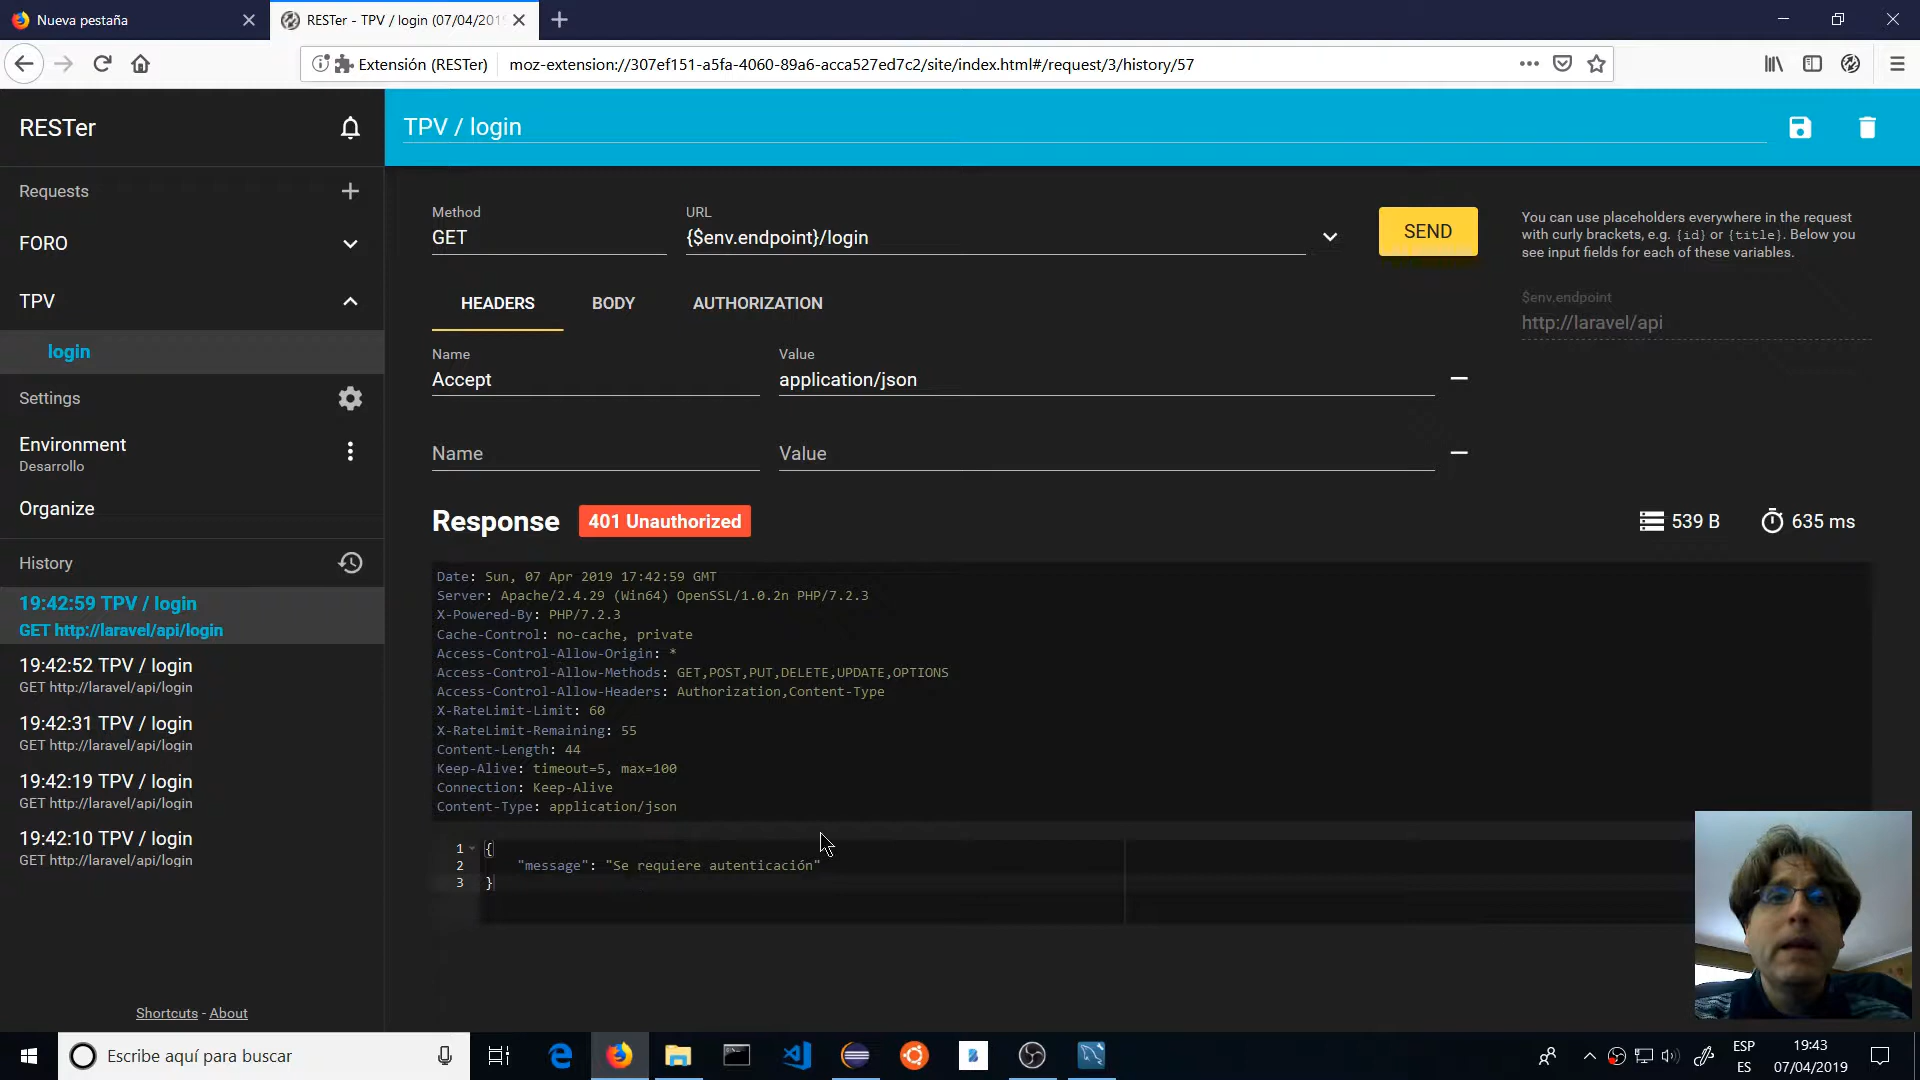 Nueva pestaña
RESTer - TPV / login (07/04/201
Extensión (RESTer)
moz-extension://307ef151-a5fa-4060-89a6-acca527ed7c2/site/index.html#/request/3/history/57
RESTer
TPV / login
Requests
FORO
TPV
login
Settings
Environment
Desarrollo
Organize
History
19:42:59 TPV / login
GET http://laravel/api/login
19:42:52 TPV / login
GET http://laravel/api/login
19:42:31 TPV / login
GET http://laravel/api/login
19:42:19 TPV / login
GET http://laravel/api/login
19:42:10 TPV / login
GET http://laravel/api/login
Shortcuts - About
Method
GET
URL
{$env.endpoint}/login
SEND
You can use placeholders everywhere in the request
with curly brackets, e.g. {id} or {title}. Below you
see input fields for each of these variables.
$env.endpoint
http://laravel/api
HEADERS
BODY
AUTHORIZATION
Name
Value
Accept
application/json
Name
Value
Response
401 Unauthorized
539 B
635 ms
Date: Sun, 07 Apr 2019 17:42:59 GMT
Server: Apache/2.4.29 (Win64) OpenSSL/1.0.2n PHP/7.2.3
X-Powered-By: PHP/7.2.3
Cache-Control: no-cache, private
Access-Control-Allow-Origin: *
Access-Control-Allow-Methods: GET,POST,PUT,DELETE,UPDATE,OPTIONS
Access-Control-Allow-Headers: Authorization,Content-Type
X-RateLimit-Limit: 60
X-RateLimit-Remaining: 55
Content-Length: 44
Keep-Alive: timeout=5, max=100
Connection: Keep-Alive
Content-Type: application/json
1 {
2 "message": "Se requiere autenticación"
3 }
Escribe aquí para buscar
ESP
ES
19:43
07/04/2019